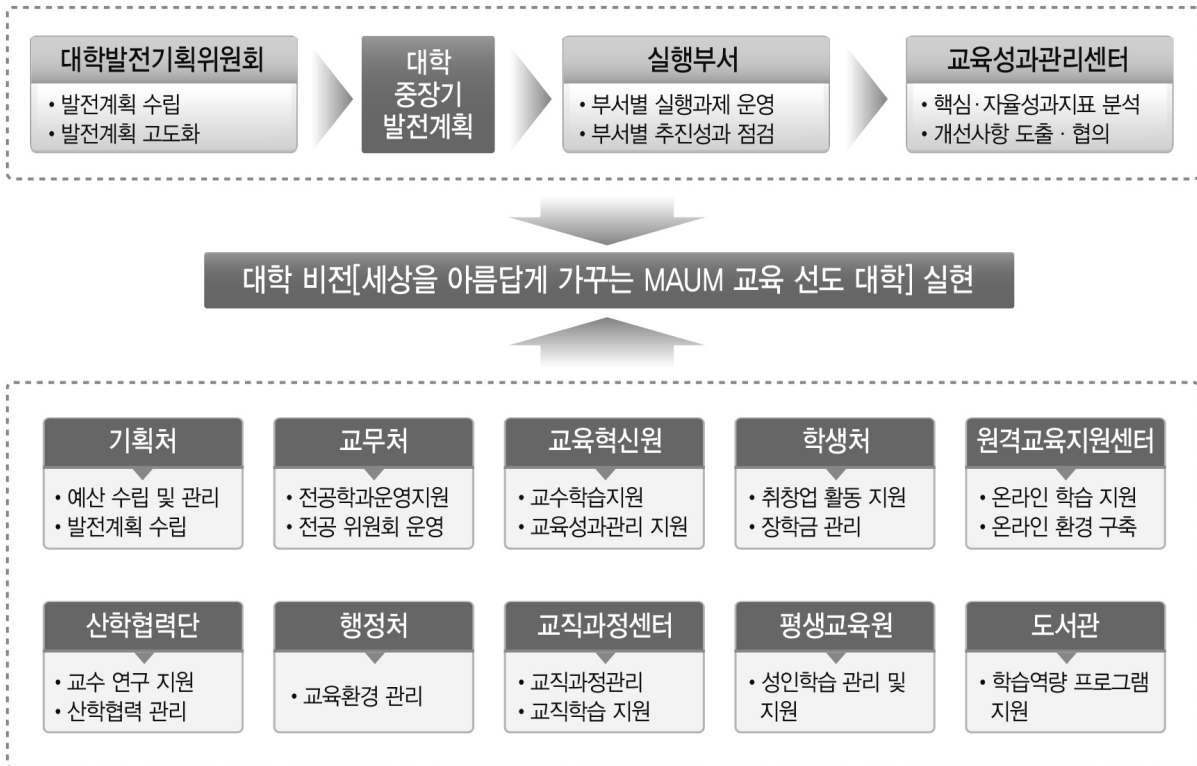 대학발전기획위원회
• 발전계획 수립
• 발전계획 고도화
대학
중장기
발전계획
실행부서
• 부서별 실행과제 운영
• 부서별 추진성과 점검
교육성과관리센터
• 핵심·자율성과지표 분석
• 개선사항 도출·협의
대학 비전[세상을 아름답게 가꾸는 MAUM 교육 선도 대학] 실현
기획처
• 예산 수립 및 관리
• 발전계획 수립
교무처
• 전공학과운영지원
• 전공 위원회 운영
교육혁신원
• 교수학습지원
• 교육성과관리 지원
학생처
• 취창업 활동 지원
• 장학금 관리
원격교육지원센터
• 온라인 학습 지원
• 온라인 환경 구축
산학협력단
• 교수 연구 지원
• 산학협력 관리
행정처
• 교육환경 관리
교직과정센터
• 교직과정관리
• 교직학습 지원
평생교육원
• 성인학습 관리 및
지원
도서관
• 학습역량 프로그램
지원